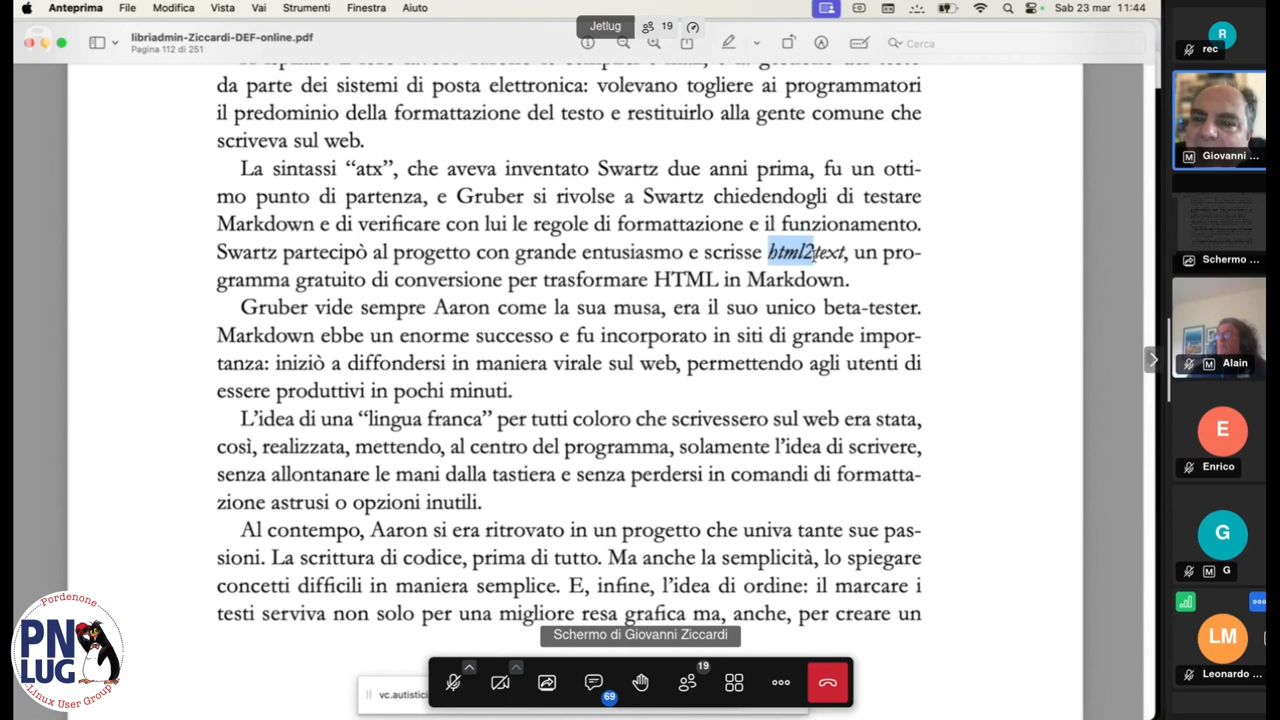 Anteprima File Modifica Vista Vai Strumenti Finestra Aiuto
Sab 23 mar 11:44
Jetlug 19
libriadmin-Ziccardi-DEF-online.pdf
Pagina 112 di 251
Cerca
da parte dei sistemi di posta elettronica: volevano togliere ai programmatori
il predominio della formattazione del testo e restituirlo alla gente comune che
scriveva sul web.
La sintassi “atx”, che aveva inventato Swartz due anni prima, fu un otti-
mo punto di partenza, e Gruber si rivolse a Swartz chiedendogli di testare
Markdown e di verificare con lui le regole di formattazione e il funzionamento.
Swartz partecipò al progetto con grande entusiasmo e scrisse html2text, un pro-
gramma gratuito di conversione per trasformare HTML in Markdown.
Gruber vide sempre Aaron come la sua musa, era il suo unico beta-tester.
Markdown ebbe un enorme successo e fu incorporato in siti di grande impor-
tanza: iniziò a diffondersi in maniera virale sul web, permettendo agli utenti di
essere produttivi in pochi minuti.
L’idea di una “lingua franca” per tutti coloro che scrivessero sul web era stata,
così, realizzata, mettendo, al centro del programma, solamente l’idea di scrivere,
senza allontanare le mani dalla tastiera e senza perdersi in comandi di formatta-
zione astrusi o opzioni inutili.
Al contempo, Aaron si era ritrovato in un progetto che univa tante sue pas-
sioni. La scrittura di codice, prima di tutto. Ma anche la semplicità, lo spiegare
concetti difficili in maniera semplice. E, infine, l’idea di ordine: il marcare i
testi serviva non solo per una migliore resa grafica ma, anche, per creare un
Schermo di Giovanni Ziccardi
vc.autistici
19
69
R
rec
Giovanni ...
Schermo ...
Alain
E
Enrico
G
G
LM
Leonardo ...
Pordenone
PN
LUG
Linux User Group